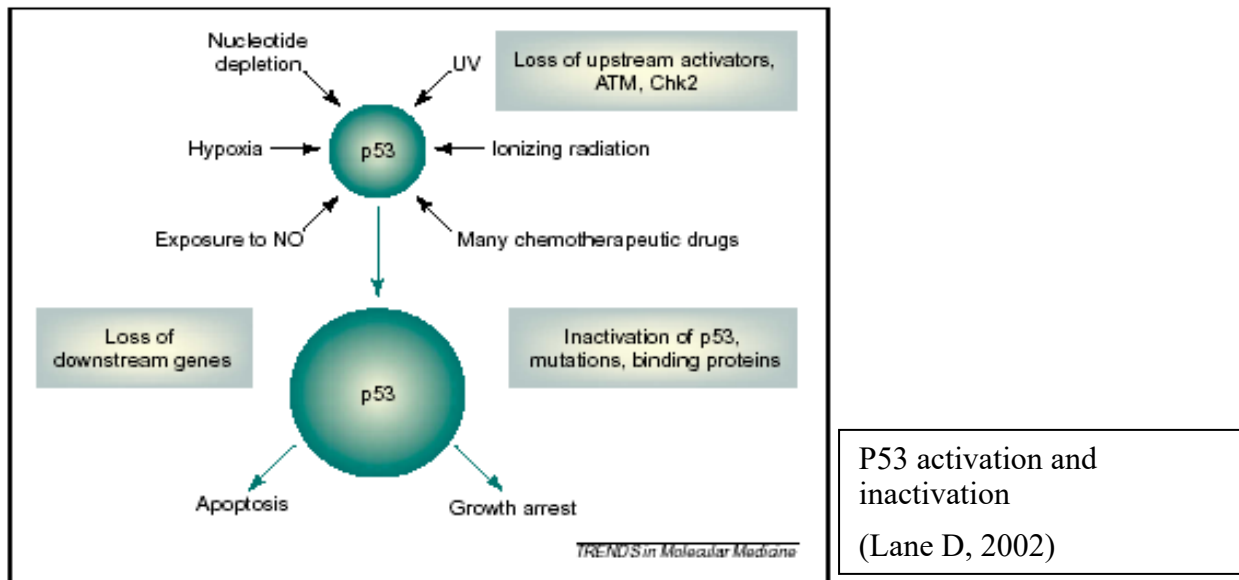 Nucleotide
depletion
UV
Loss of upstream activators,
ATM, Chk2
Hypoxia
p53
Ionizing radiation
Exposure to NO
Many chemotherapeutic drugs
Loss of
downstream genes
Inactivation of p53,
mutations, binding proteins
p53
Apoptosis
Growth arrest
TRENDS in Molecular Medicine
P53 activation and
inactivation
(Lane D, 2002)